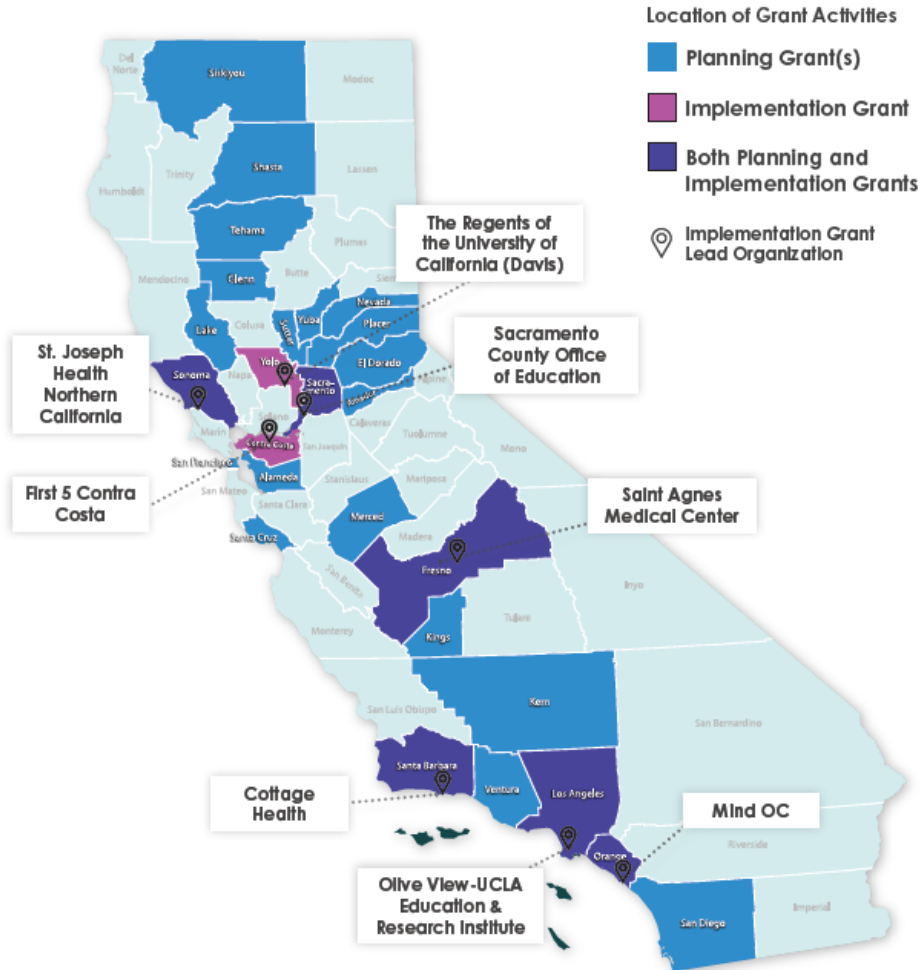 Location of Grant Activities
Planning Grant(s)
Implementation Grant
Both Planning and
Implementation Grants
Implementation Grant
Lead Organization
Del
Norte
Siskiyou
Modoc
Humboldt
Trinity
Shasta
Lassen
Tehama
Plumas
The Regents of
the University of
California (Davis)
Mendocino
Glenn
Butte
Lake
Colusa
Sutter
Yuba
Nevada
Placer
St. Joseph
Health
Northern
California
Sonoma
Napa
Yolo
Sacra-
mento
El Dorado
Sacramento
County Office
of Education
Marin
Solano
Contra Costa
San Joaquin
Calaveras
Tuolumne
Mono
San Francisco
Alameda
San Mateo
Santa Clara
Stanislaus
Mariposa
First 5 Contra
Costa
Santa Cruz
Merced
Madera
Saint Agnes
Medical Center
San Benito
Fresno
Inyo
Monterey
Kings
Tulare
San Luis Obispo
Kern
San Bernardino
Santa Barbara
Ventura
Los Angeles
Cottage
Health
Mind OC
Orange
Riverside
Olive View-UCLA
Education &
Research Institute
San Diego
Imperial